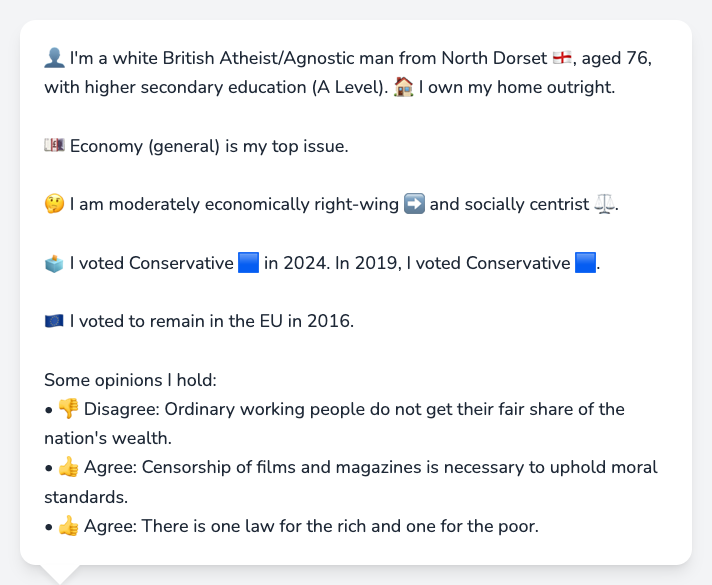 👤 I'm a white British Atheist/Agnostic man from North Dorset 🏴󠁧󠁢󠁥󠁮󠁧󠁿, aged 76,
with higher secondary education (A Level). 🏠 I own my home outright.
💷 Economy (general) is my top issue.
🤔 I am moderately economically right-wing ➡️ and socially centrist ⚖️.
🗳️ I voted Conservative 🟦 in 2024. In 2019, I voted Conservative 🟦.
🇪🇺 I voted to remain in the EU in 2016.
Some opinions I hold:
• 👎 Disagree: Ordinary working people do not get their fair share of the
nation's wealth.
• 👍 Agree: Censorship of films and magazines is necessary to uphold moral
standards.
• 👍 Agree: There is one law for the rich and one for the poor.